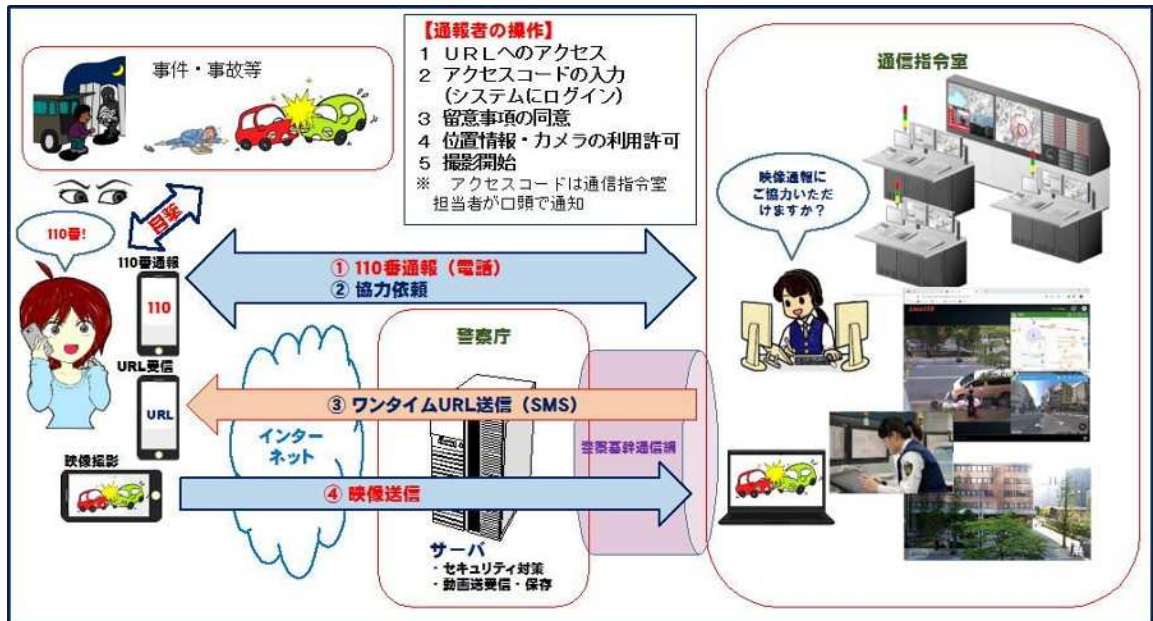 【通報者の操作】
1 URLへのアクセス
2 アクセスコードの入力
(システムにログイン)
3 留意事項の同意
4 位置情報・カメラの利用許可
5 撮影開始
※ アクセスコードは通信指令室
担当者が口頭で通知
事件・事故等
目撃
110番!
110番通報
110
URL受信
URL
映像撮影
① 110番通報(電話)
② 協力依頼
③ ワンタイムURL送信(SMS)
④ 映像送信
インター
ネット
警察庁
サーバ
・セキュリティ対策
・動画送受信・保存
警察基幹通信網
通信指令室
映像通報に
ご協力いただ
けますか?